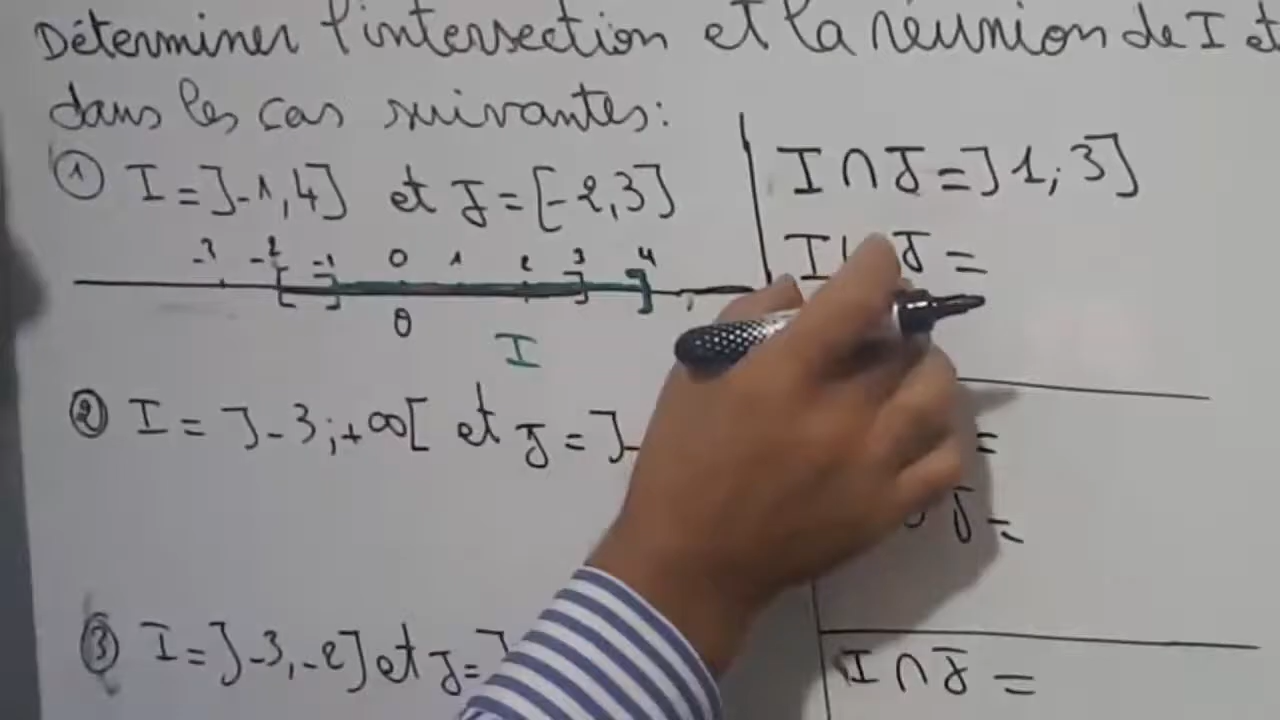 Déterminer l'intersection et la réunion de I et
dans les cas suivantes:
① I = ]-1,4] et J = [-2,3]
-3 -2 -1 0 1 2 3 4
0
I
I ∩ J = ]1;3]
I J =
② I = ]-3;+∞[ et J = ]-
=
J =
③ I = ]-3,-2] et J = ]
I ∩ J =